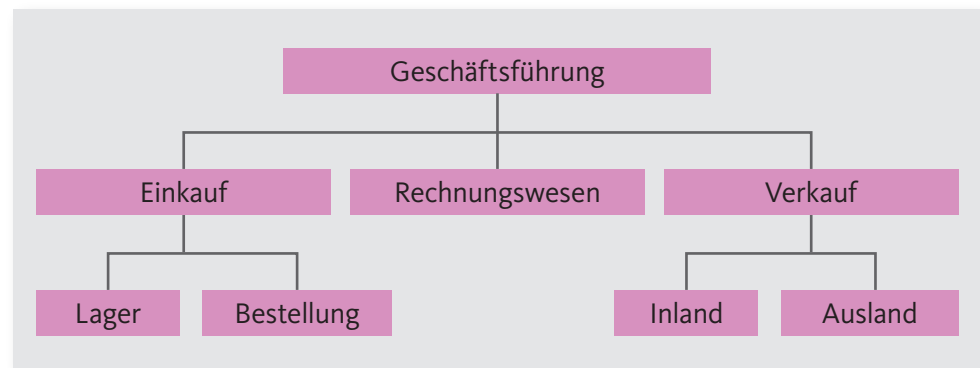 Geschäftsführung
Einkauf
Rechnungswesen
Verkauf
Lager
Bestellung
Inland
Ausland